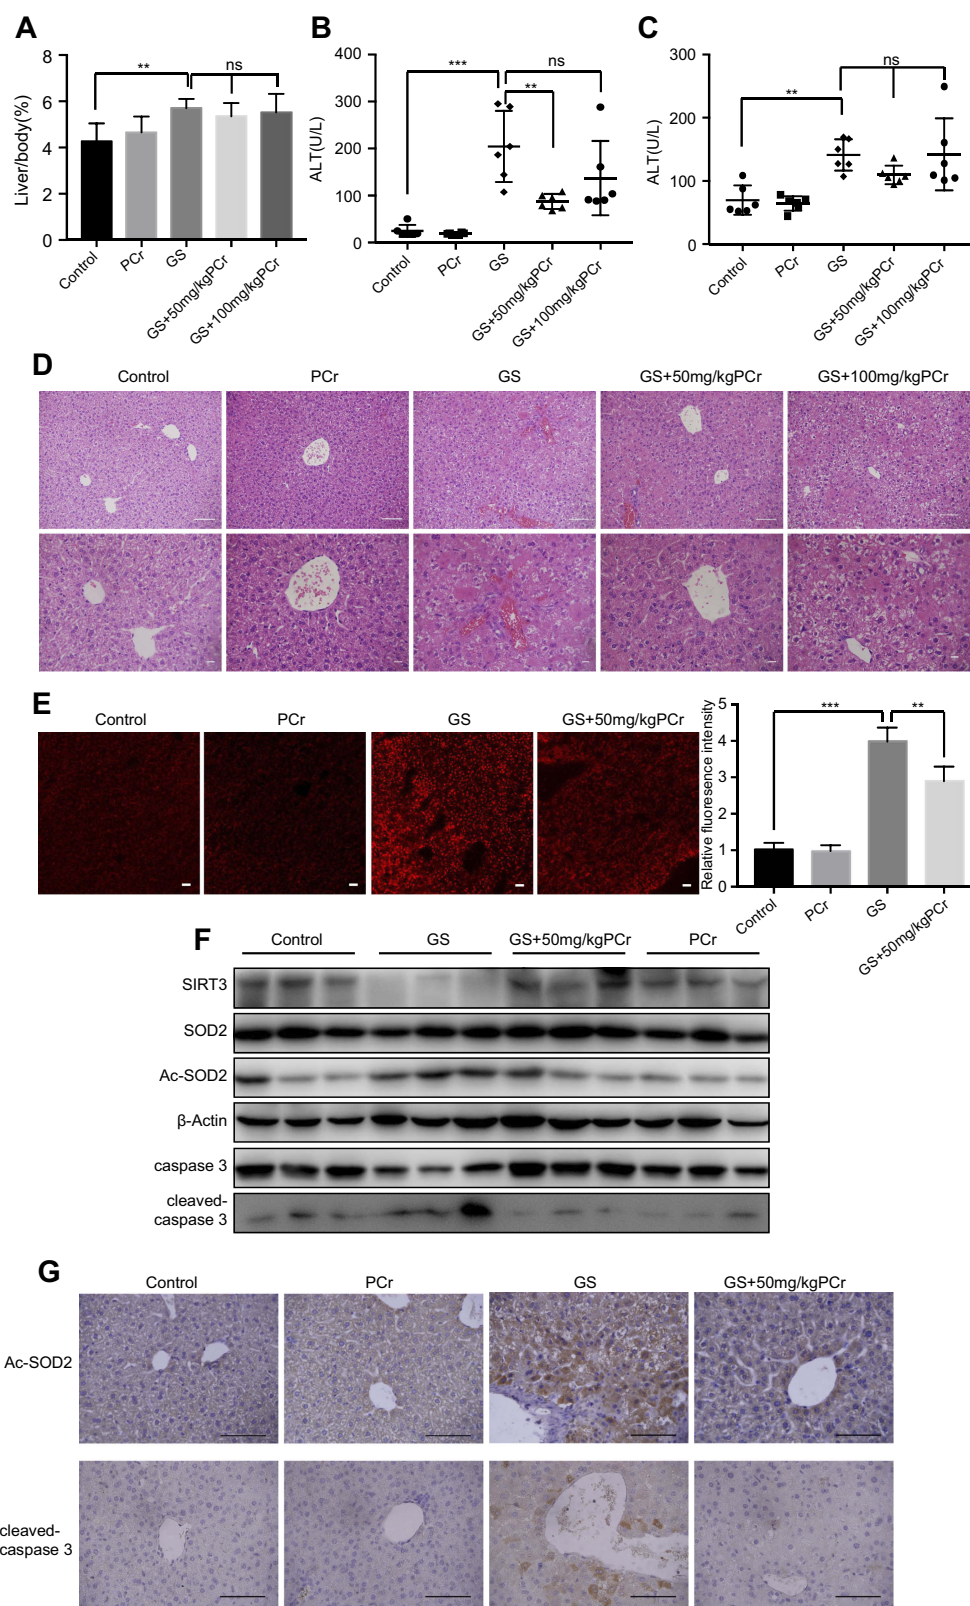 A
Liver/body(%)
8
6
4
2
0
**
ns
Control
PCr
GS
GS+50mg/kgPCr
GS+100mg/kgPCr
B
ALT(U/L)
400
300
200
100
0
***
ns
**
Control
PCr
GS
GS+50mg/kgPCr
GS+100mg/kgPCr
C
ALT(U/L)
300
200
100
0
**
ns
Control
PCr
GS
GS+50mg/kgPCr
GS+100mg/kgPCr
D
Control PCr GS GS+50mg/kgPCr GS+100mg/kgPCr
E
Control PCr GS GS+50mg/kgPCr
Relative fluoresence intensity
5
4
3
2
1
0
***
**
Control
PCr
GS
GS+50mg/kgPCr
F
Control GS GS+50mg/kgPCr PCr
SIRT3
SOD2
Ac-SOD2
β-Actin
caspase 3
cleaved-
caspase 3
G
Control PCr GS GS+50mg/kgPCr
Ac-SOD2
cleaved-
caspase 3